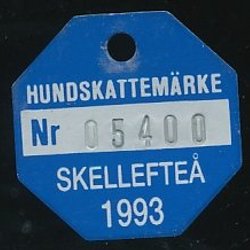 HUNDSKATTEMÄRKE
Nr 05400
SKELLEFTEÅ
1993